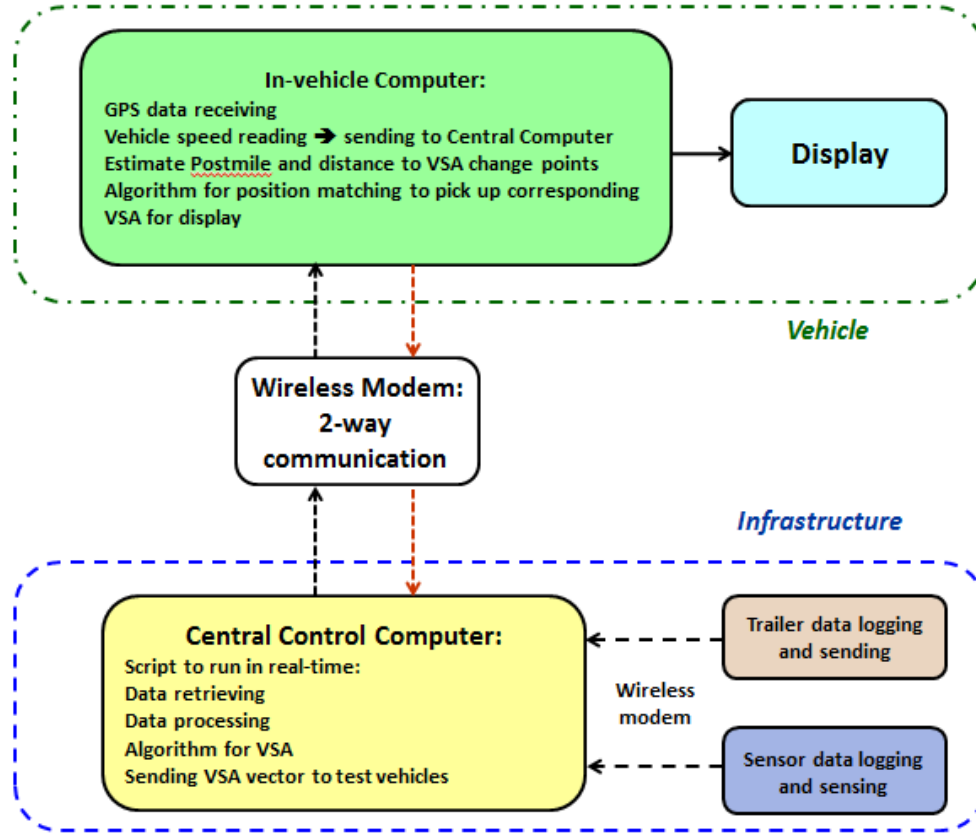 In-vehicle Computer:
GPS data receiving
Vehicle speed reading ➔ sending to Central Computer
Estimate Postmile and distance to VSA change points
Algorithm for position matching to pick up corresponding
VSA for display
Display
Vehicle
Wireless Modem:
2-way
communication
Infrastructure
Central Control Computer:
Script to run in real-time:
Data retrieving
Data processing
Algorithm for VSA
Sending VSA vector to test vehicles
Wireless
modem
Trailer data logging
and sending
Sensor data logging
and sensing